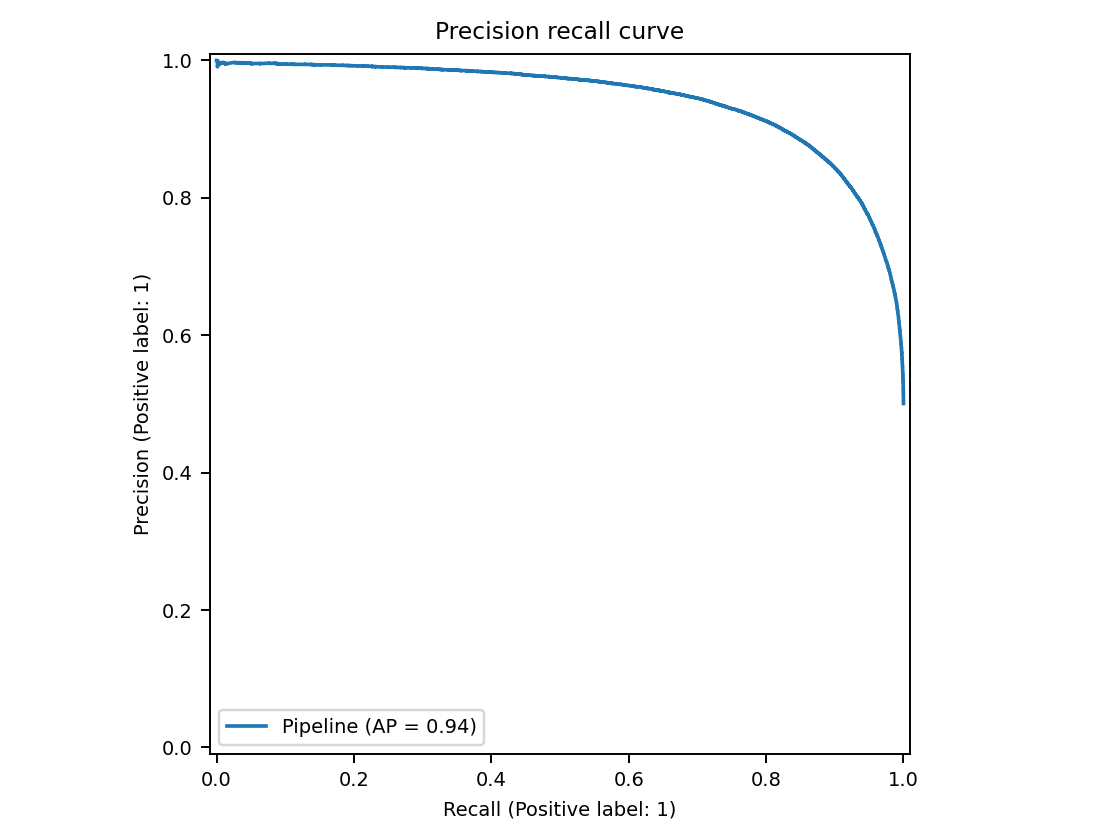 Precision recall curve
1.0
0.8
0.6
0.4
0.2
0.0
Precision (Positive label: 1)
Pipeline (AP = 0.94)
0.0 0.2 0.4 0.6 0.8 1.0
Recall (Positive label: 1)